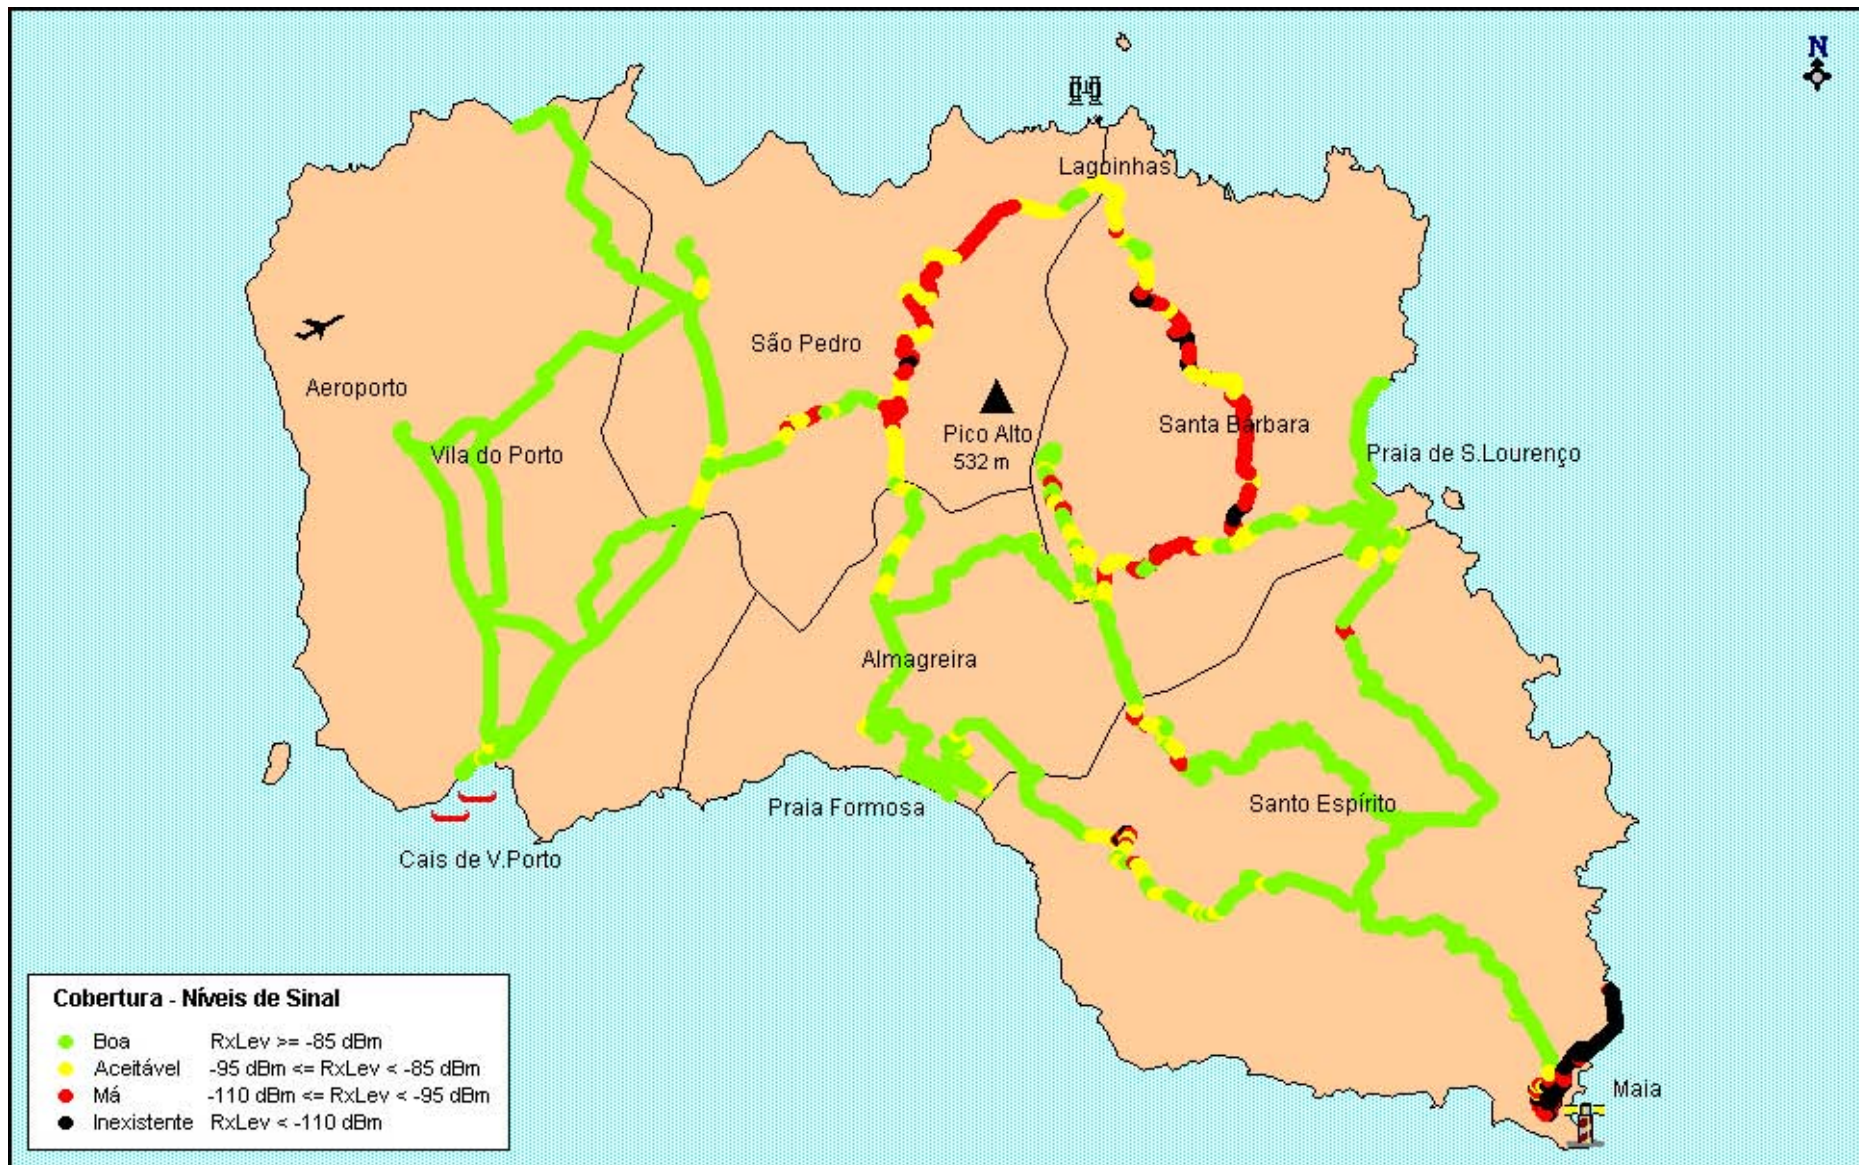 N
Lagoinhas
São Pedro
Aeroporto
Pico Alto
532 m
Santa Bárbara
Vila do Porto
Praia de S.Lourenço
Almagreira
Praia Formosa
Santo Espírito
Cais de V.Porto
Maia
Cobertura - Níveis de Sinal
Boa RxLev >= -85 dBm
Aceitável -95 dBm <= RxLev < -85 dBm
Má -110 dBm <= RxLev < -95 dBm
Inexistente RxLev < -110 dBm